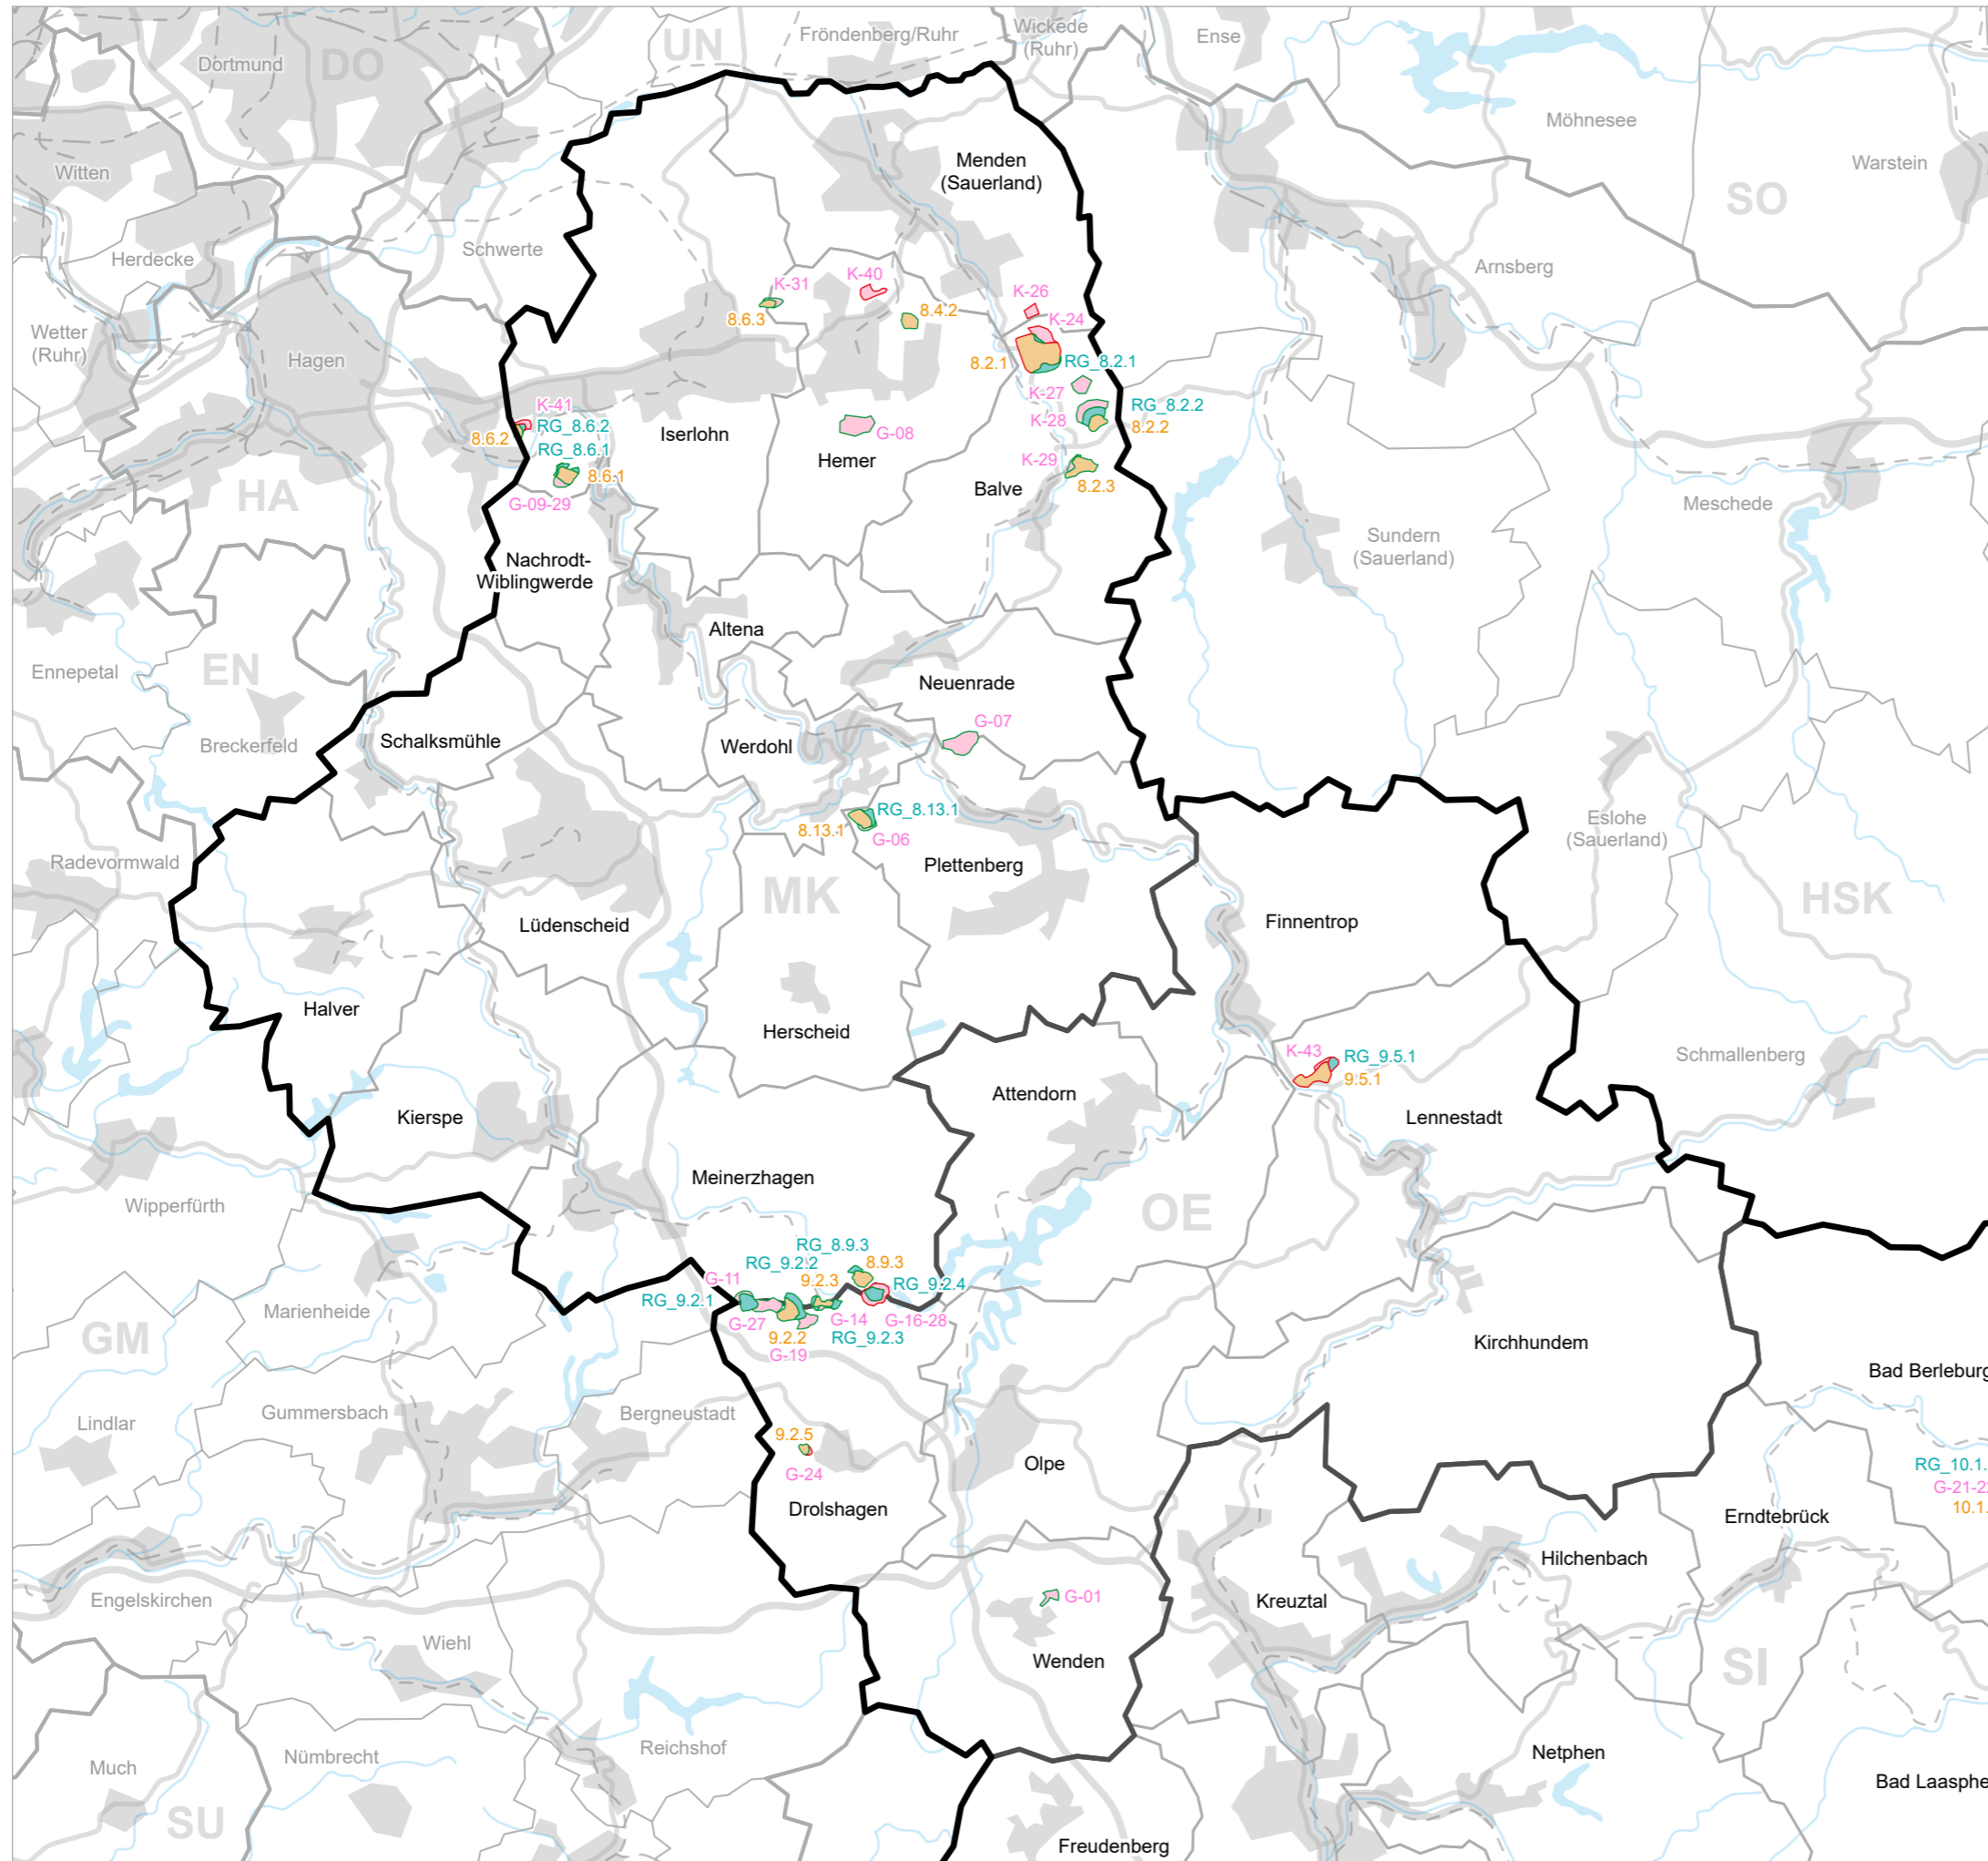 Dortmund
DO
UN
Fröndenberg/Ruhr
Wickede
(Ruhr)
Ense
Möhnesee
Warstein
SO
Witten
Menden
(Sauerland)
Herdecke
Schwerte
Arnsberg
K-31
K-40
K-26
8.6.3
8.4.2
K-24
Wetter
(Ruhr)
Hagen
8.2.1
RG_8.2.1
K-27
K-28
RG_8.2.2
8.2.2
K-41
RG_8.6.2
8.6.2
RG_8.6.1
8.6.1
G-09-29
Iserlohn
G-08
Hemer
K-29
8.2.3
Balve
HA
Meschede
Sundern
(Sauerland)
Nachrodt-
Wiblingwerde
Altena
Ennepetal
EN
Neuenrade
G-07
Breckerfeld
Schalksmühle
Werdohl
RG_8.13.1
8.13.1
G-06
Eslohe
(Sauerland)
Radevormwald
Plettenberg
MK
HSK
Lüdenscheid
Finnentrop
Halver
Herscheid
K-43
RG_9.5.1
9.5.1
Schmallenberg
Attendorn
Kierspe
Lennestadt
Meinerzhagen
Wipperfürth
OE
RG_8.9.3
RG_9.2.2
8.9.3
G-11
9.2.3
RG_9.2.4
RG_9.2.1
G-27
G-14
G-16-28
9.2.2
RG_9.2.3
G-19
Marienheide
GM
Kirchhundem
Bad Berleburg
Lindlar
Gummersbach
Bergneustadt
9.2.5
G-24
Olpe
RG_10.1.
G-21-2
10.1.
Drolshagen
Erndtebrück
Hilchenbach
Engelskirchen
G-01
Kreuztal
Wiehl
Wenden
SI
Reichshof
Nümbrecht
Much
Netphen
Bad Laasphe
SU
Freudenberg